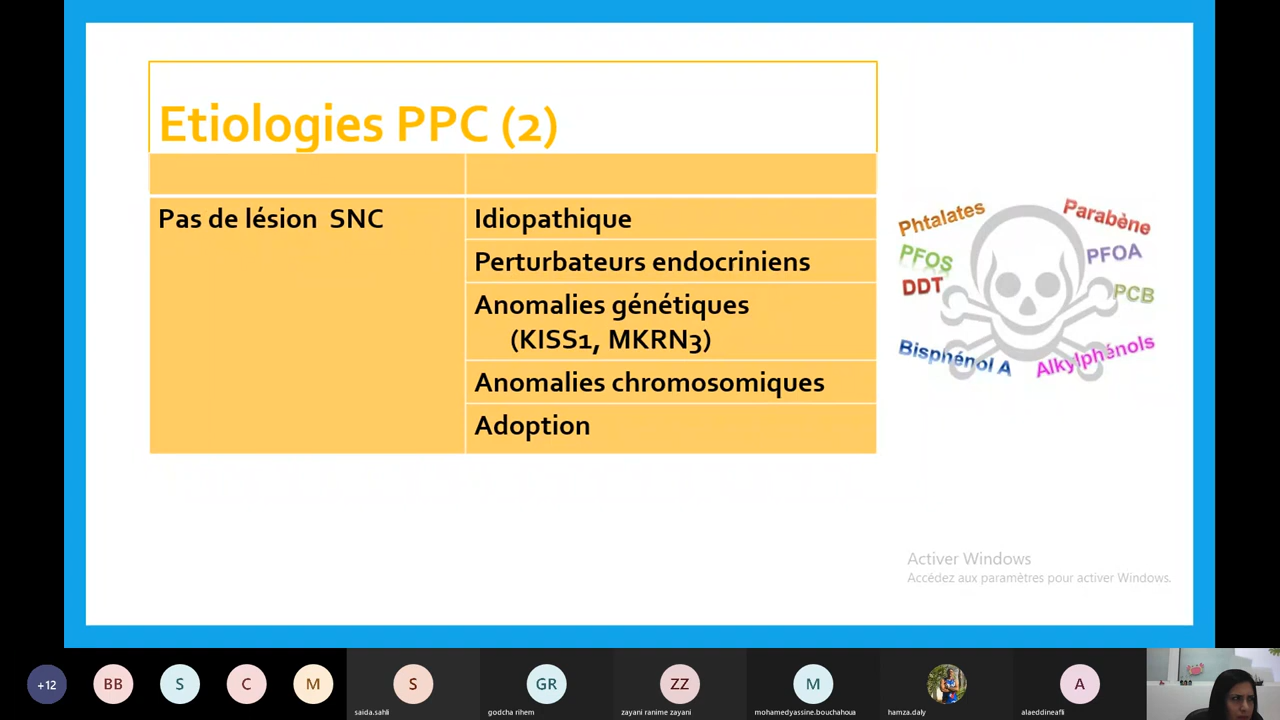 Etiologies PPC (2)
Pas de lésion SNC
Idiopathique
Perturbateurs endocriniens
Anomalies génétiques
(KISS1, MKRN3)
Anomalies chromosomiques
Adoption
Phtalates
Parabène
PFOS
PFOA
DDT
PCB
Bisphénol A
Alkylphénols
Activer Windows
Accédez aux paramètres pour activer Windows.
+12
BB
S
C
M
S
GR
ZZ
M
A
saida.sahli
godcha rihem
zayani ranime zayani
mohamedyassine.bouchahoua
hamza.daly
alaeddineafli